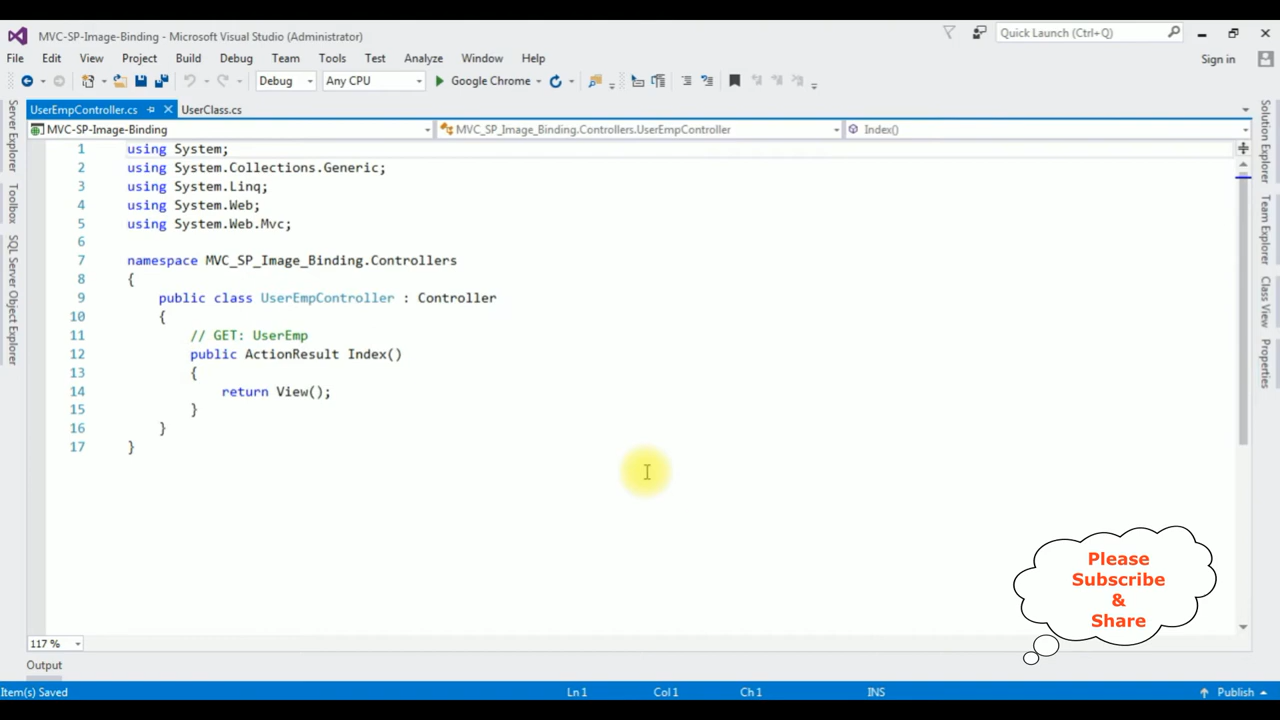 MVC-SP-Image-Binding - Microsoft Visual Studio (Administrator)
Quick Launch (Ctrl+Q)
File Edit View Project Build Debug Team Tools Test Analyze Window Help
Sign in
Debug Any CPU Google Chrome
UserEmpController.cs UserClass.cs
MVC-SP-Image-Binding MVC_SP_Image_Binding.Controllers.UserEmpController Index()
1 using System;
2 using System.Collections.Generic;
3 using System.Linq;
4 using System.Web;
5 using System.Web.Mvc;
6
7 namespace MVC_SP_Image_Binding.Controllers
8 {
9 public class UserEmpController : Controller
10 {
11 // GET: UserEmp
12 public ActionResult Index()
13 {
14 return View();
15 }
16 }
17 }
Server Explorer
Toolbox
SQL Server Object Explorer
Solution Explorer
Team Explorer
Class View
Properties
Please
Subscribe
&
Share
117 %
Output
Item(s) Saved Ln 1 Col 1 Ch 1 INS Publish